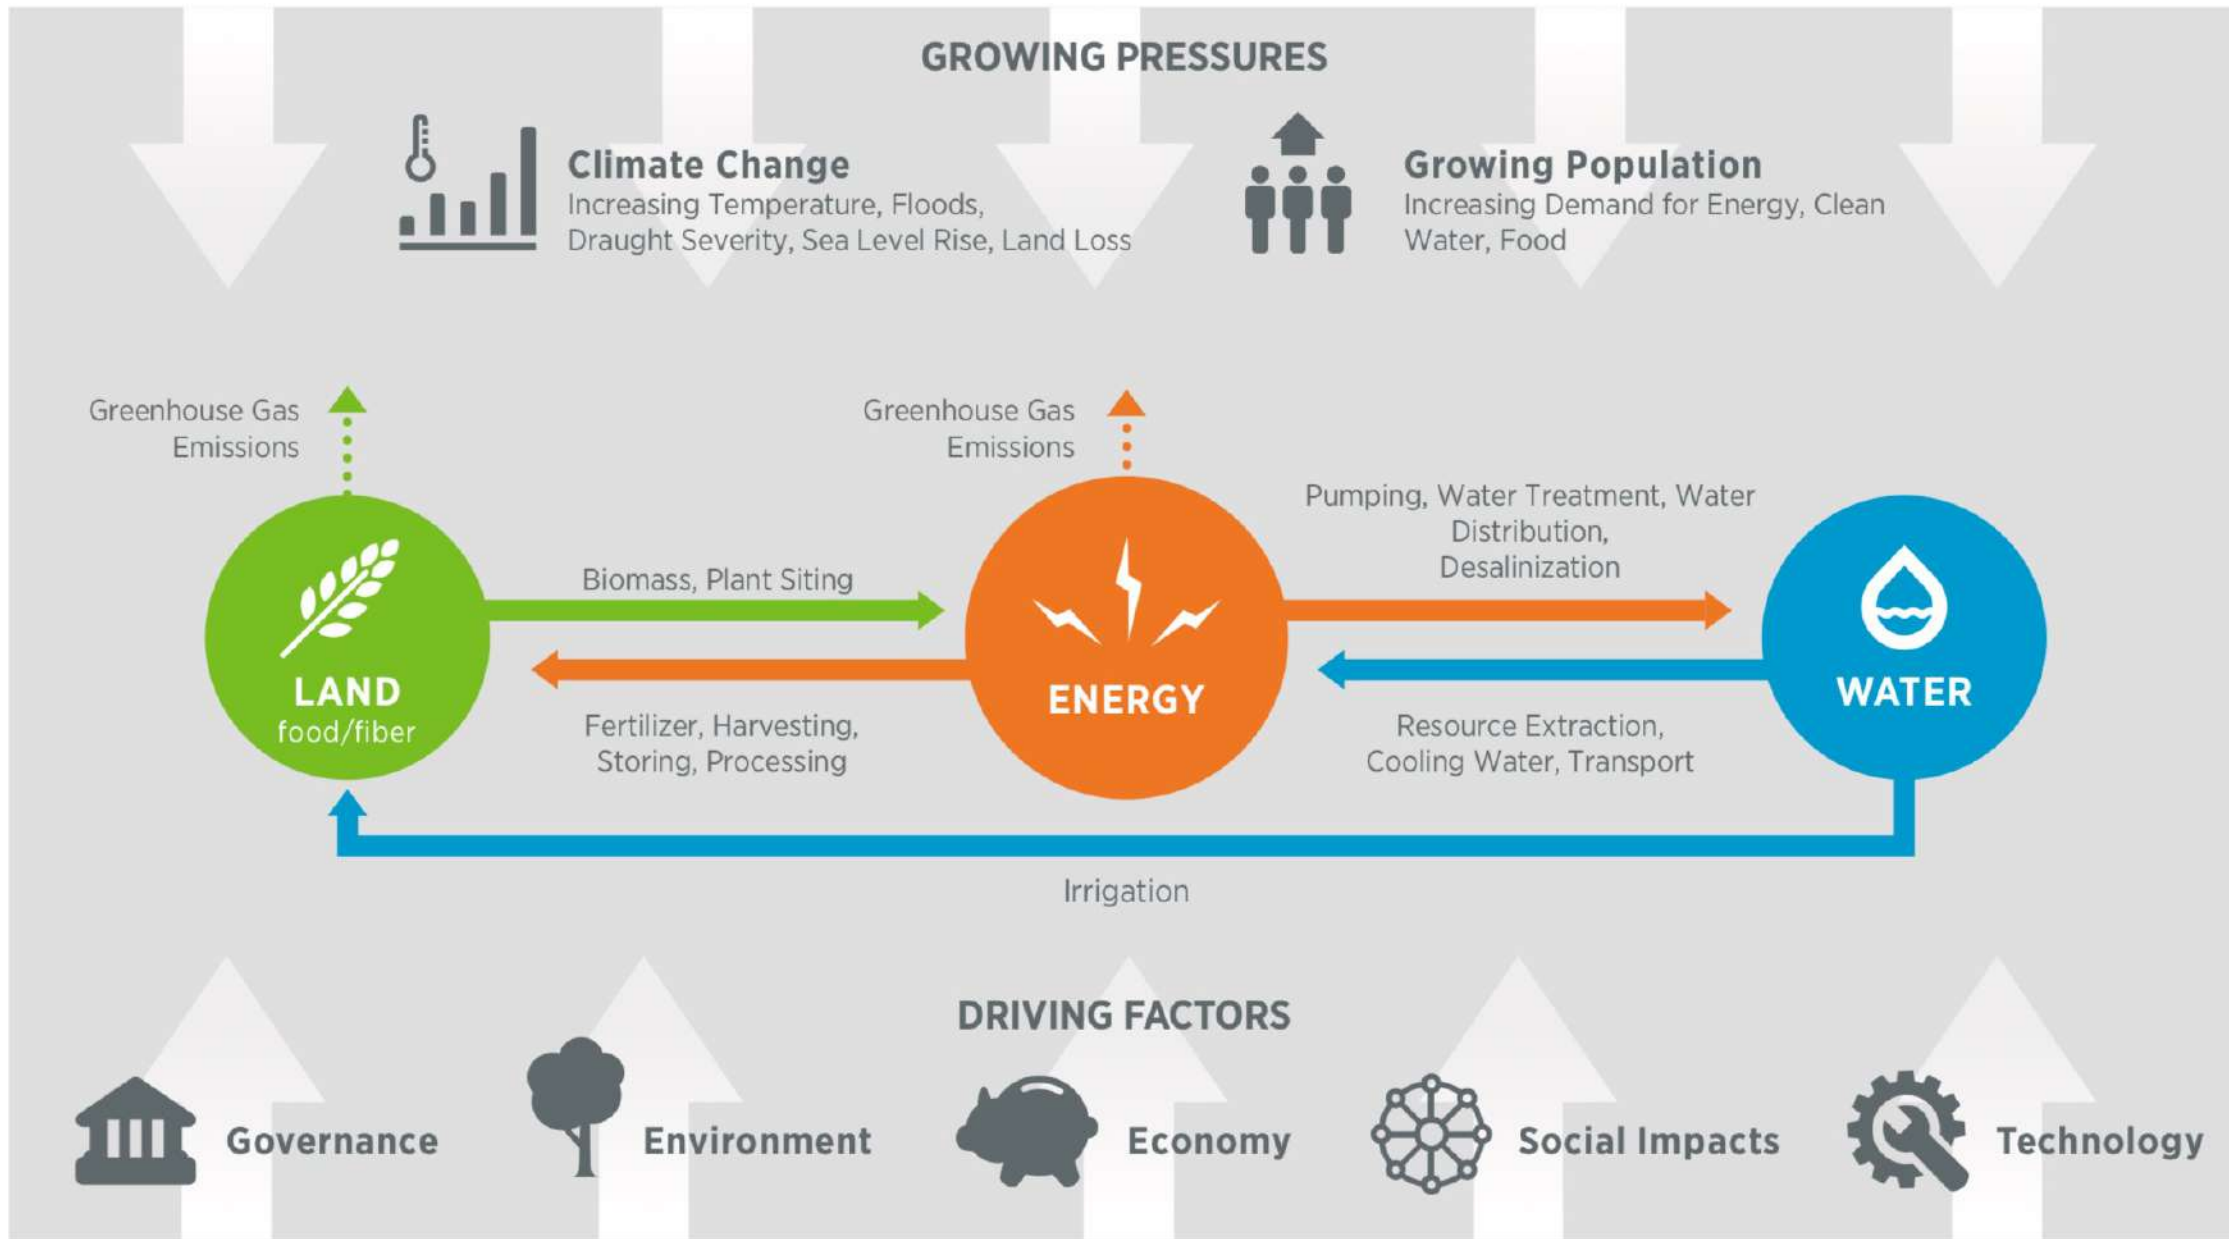 GROWING PRESSURES
Climate Change
Increasing Temperature, Floods,
Draught Severity, Sea Level Rise, Land Loss
Growing Population
Increasing Demand for Energy, Clean
Water, Food
Greenhouse Gas
Emissions
Greenhouse Gas
Emissions
Pumping, Water Treatment, Water
Distribution,
Desalinization
Biomass, Plant Siting
LAND
food/fiber
ENERGY
WATER
Fertilizer, Harvesting,
Storing, Processing
Resource Extraction,
Cooling Water, Transport
Irrigation
DRIVING FACTORS
Governance
Environment
Economy
Social Impacts
Technology